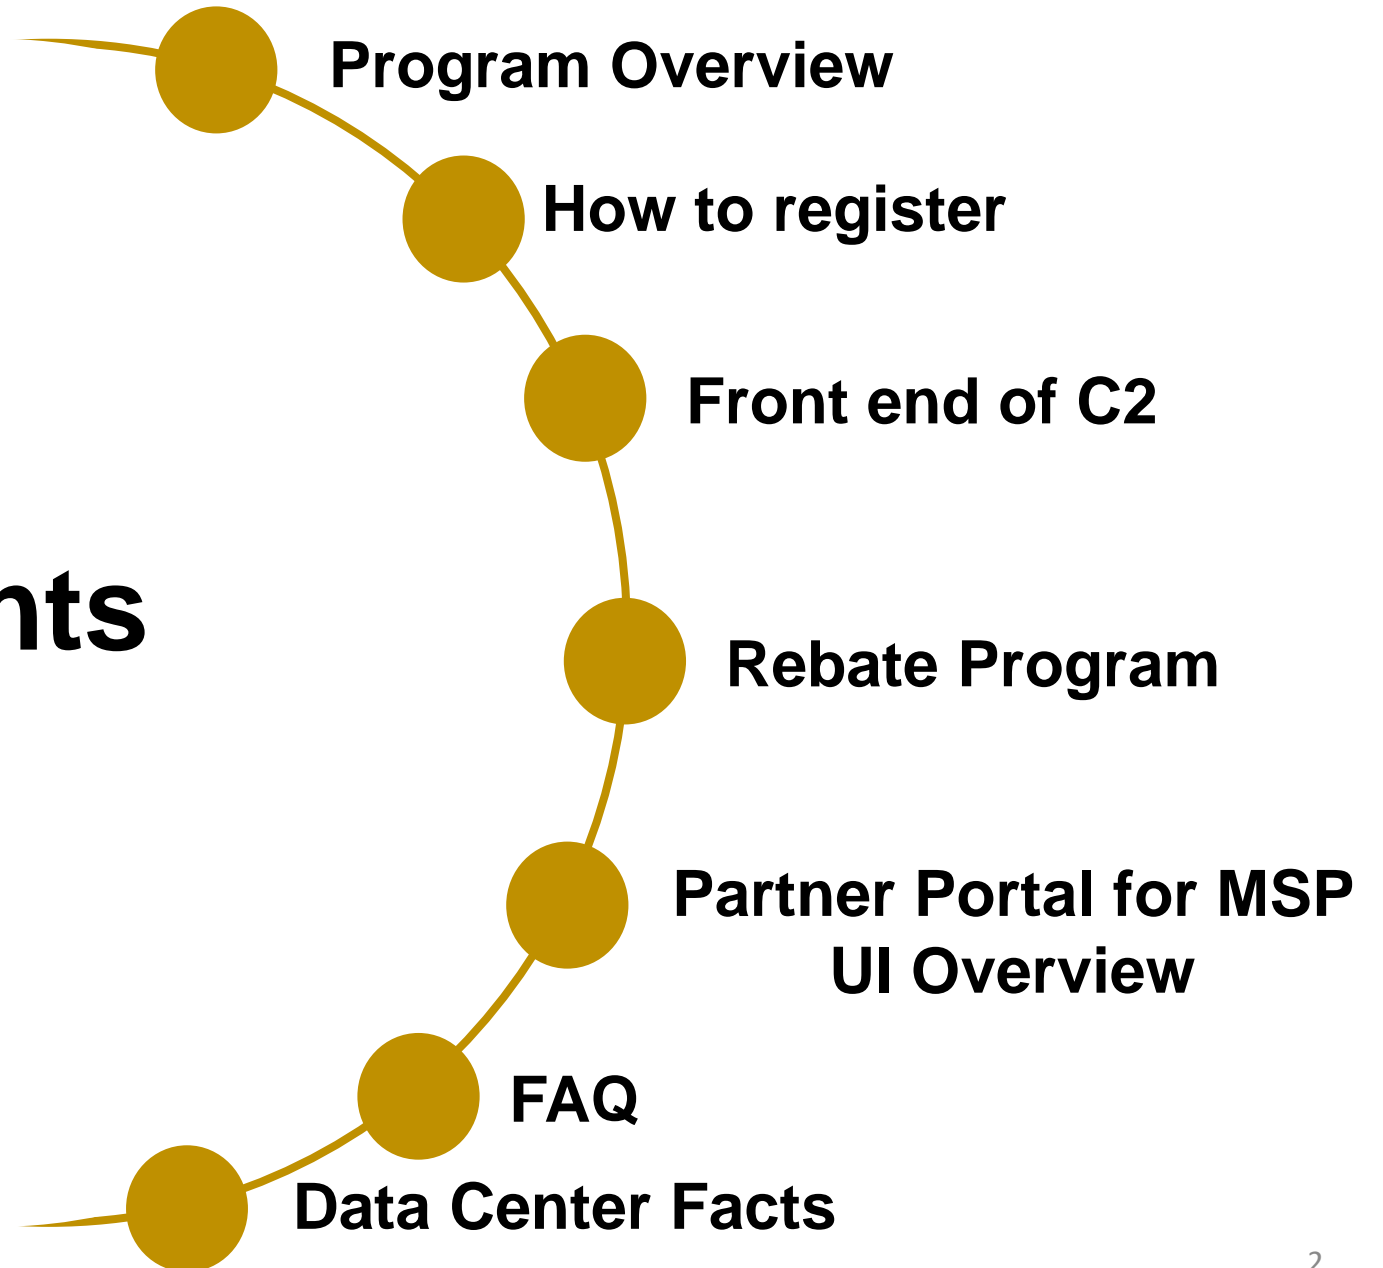 Program Overview
How to register
Front end of C2
nts
Rebate Program
Partner Portal for MSP
UI Overview
FAQ
Data Center Facts
2